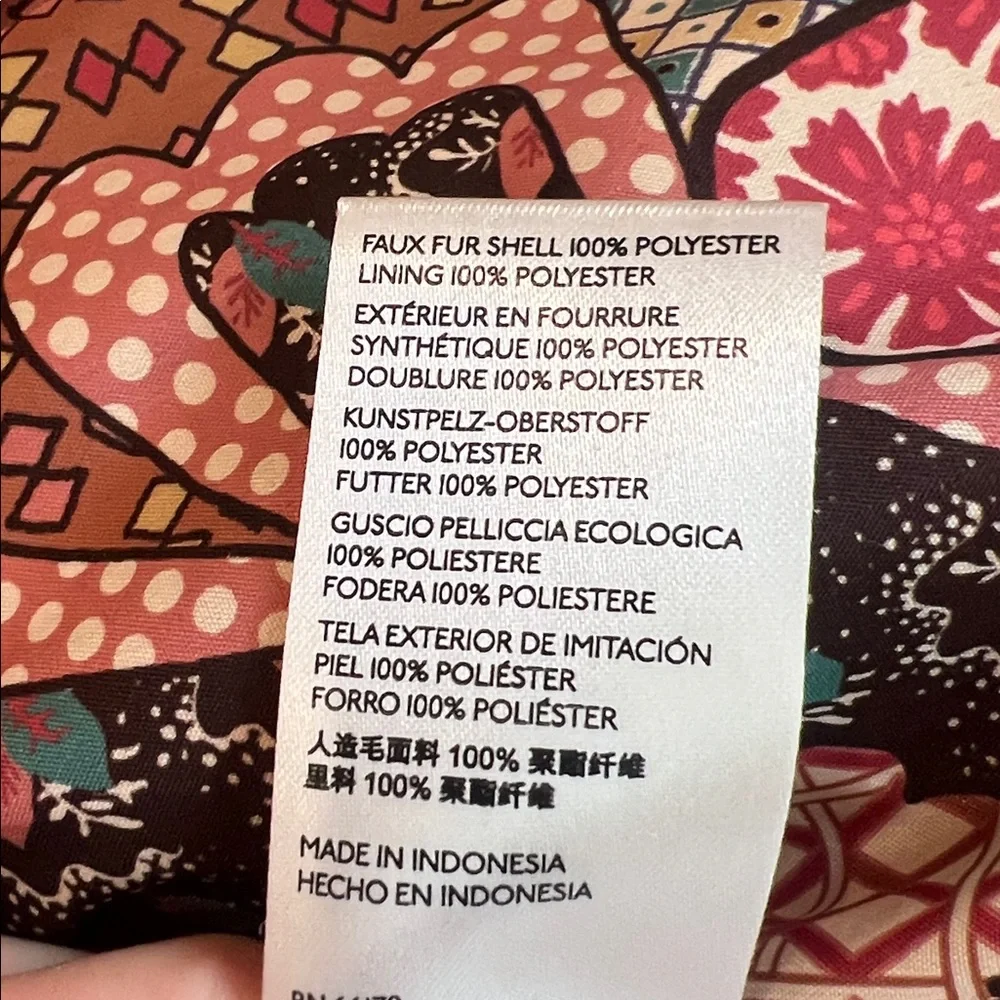 FAUX FUR SHELL 100% POLYESTER
LINING 100% POLYESTER
EXTÉRIEUR EN FOURRURE
SYNTHÉTIQUE 100% POLYESTER
DOUBLURE 100% POLYESTER
KUNSTPELZ-OBERSTOFF
100% POLYESTER
FUTTER 100% POLYESTER
GUSCIO PELLICCIA ECOLOGICA
100% POLIESTERE
FODERA 100% POLIESTERE
TELA EXTERIOR DE IMITACIÓN
PIEL 100% POLIÉSTER
FORRO 100% POLIÉSTER
人造毛面料 100% 聚酯纤维
里料 100% 聚酯纤维
MADE IN INDONESIA
HECHO EN INDONESIA